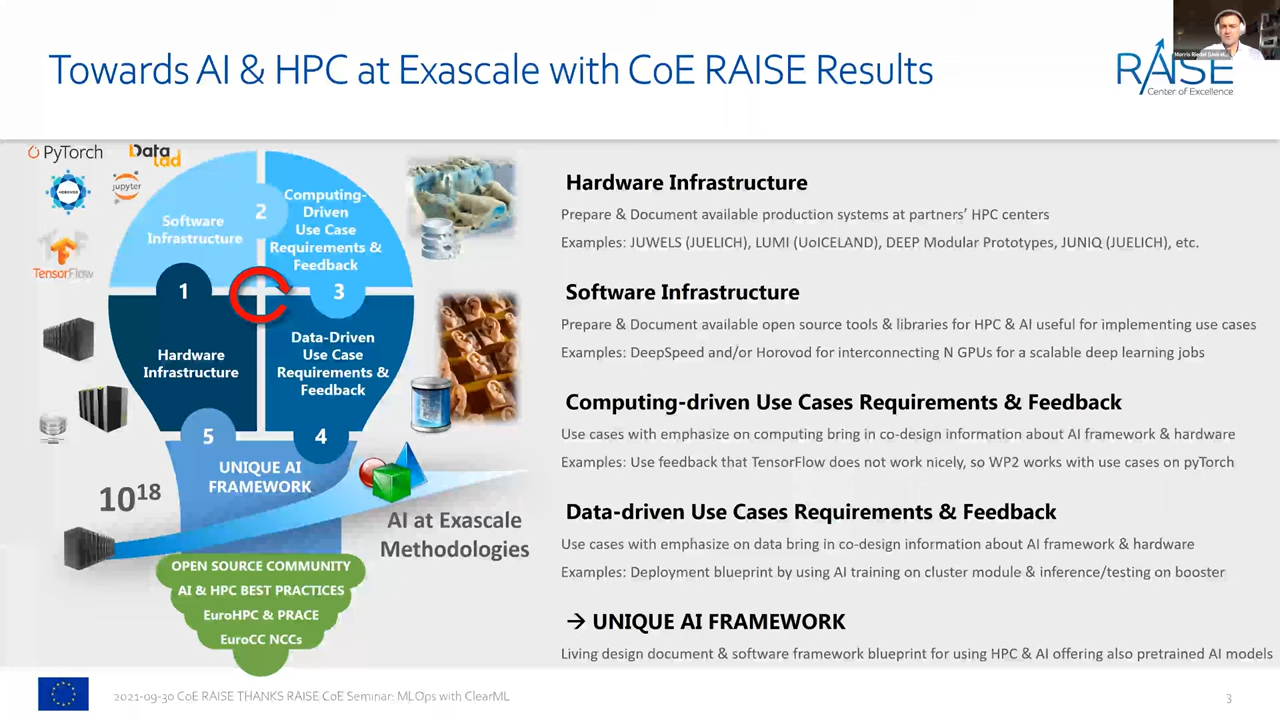 Towards AI & HPC at Exascale with CoE RAISE Results
RAISE
Center of Excellence
PyTorch
Data
lad
HOROVOD
jupyter
TensorFlow
Software
Infrastructure
2
Computing-
Driven
Use Case
Requirements &
Feedback
1
3
Hardware
Infrastructure
Data-Driven
Use Case
Requirements &
Feedback
5
4
UNIQUE AI
FRAMEWORK
10¹⁸
AI at Exascale
Methodologies
OPEN SOURCE COMMUNITY
AI & HPC BEST PRACTICES
EuroHPC & PRACE
EuroCC NCCs
Hardware Infrastructure
Prepare & Document available production systems at partners’ HPC centers
Examples: JUWELS (JUELICH), LUMI (UoICELAND), DEEP Modular Prototypes, JUNIQ (JUELICH), etc.
Software Infrastructure
Prepare & Document available open source tools & libraries for HPC & AI useful for implementing use cases
Examples: DeepSpeed and/or Horovod for interconnecting N GPUs for a scalable deep learning jobs
Computing-driven Use Cases Requirements & Feedback
Use cases with emphasize on computing bring in co-design information about AI framework & hardware
Examples: Use feedback that TensorFlow does not work nicely, so WP2 works with use cases on pyTorch
Data-driven Use Cases Requirements & Feedback
Use cases with emphasize on data bring in co-design information about AI framework & hardware
Examples: Deployment blueprint by using AI training on cluster module & inference/testing on booster
→ UNIQUE AI FRAMEWORK
Living design document & software framework blueprint for using HPC & AI offering also pretrained AI models
2021-09-30 CoE RAISE THANKS RAISE CoE Seminar: MLOps with ClearML
3